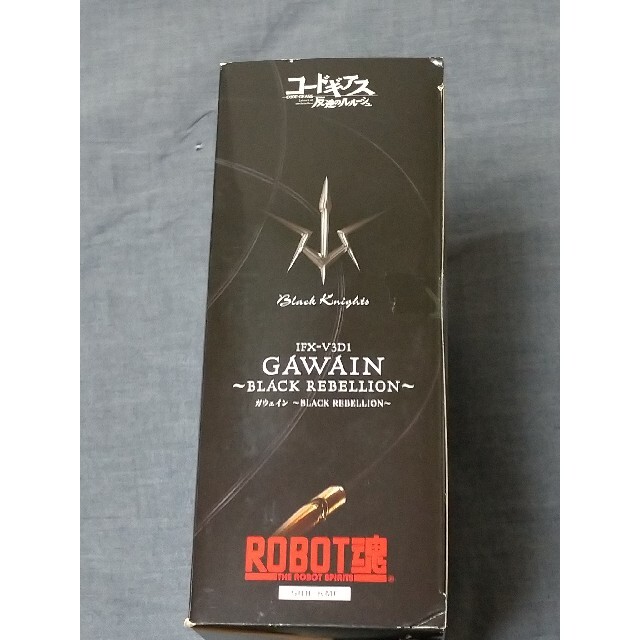 コードギアス
反逆のルルーシュ
Black Knights
IFX-V3D1
GAWAIN
~BLACK REBELLION~
ガウェイン ~BLACK REBELLION~
ROBOT魂
THE ROBOT SPIRITS